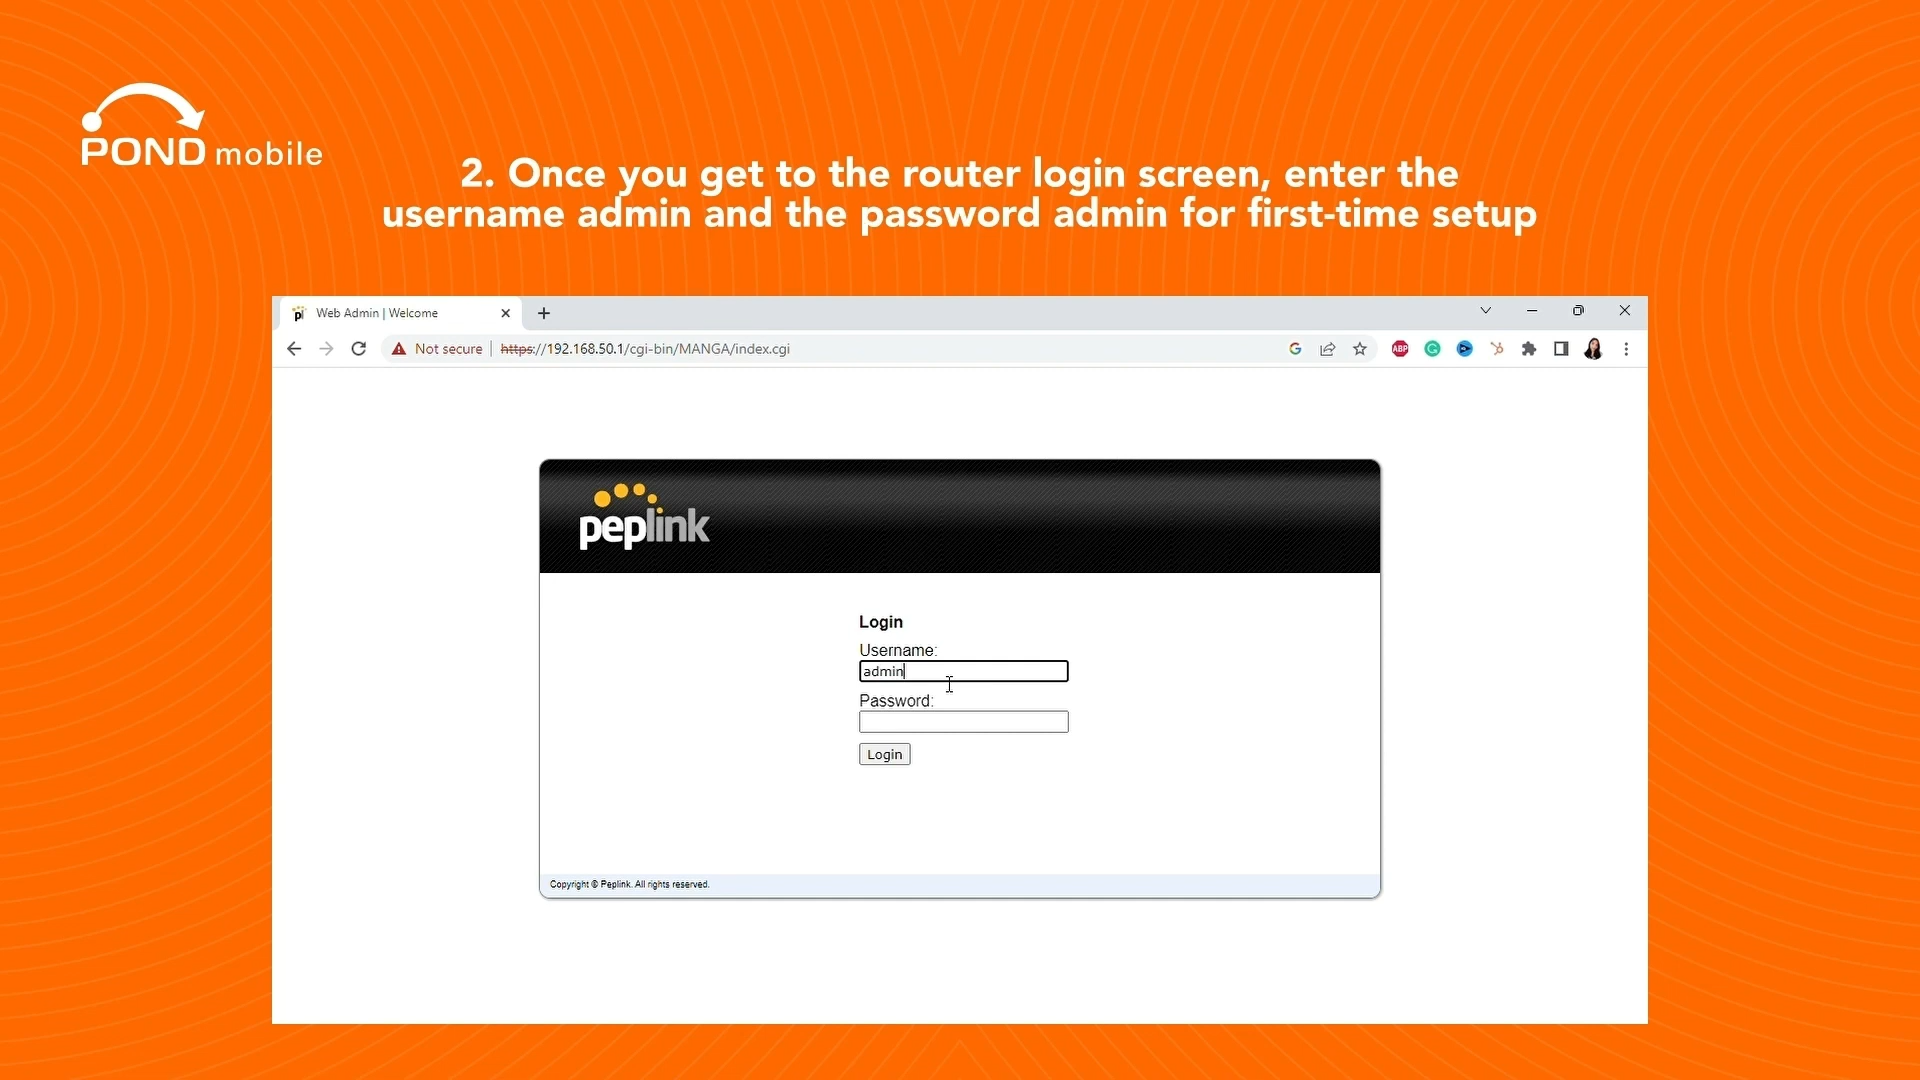 POND mobile
2. Once you get to the router login screen, enter the
username admin and the password admin for first-time setup
Web Admin | Welcome
Not secure | https://192.168.50.1/cgi-bin/MANGA/index.cgi
ABP
peplink
Login
Username:
admin
Password:
Login
Copyright © Peplink. All rights reserved.